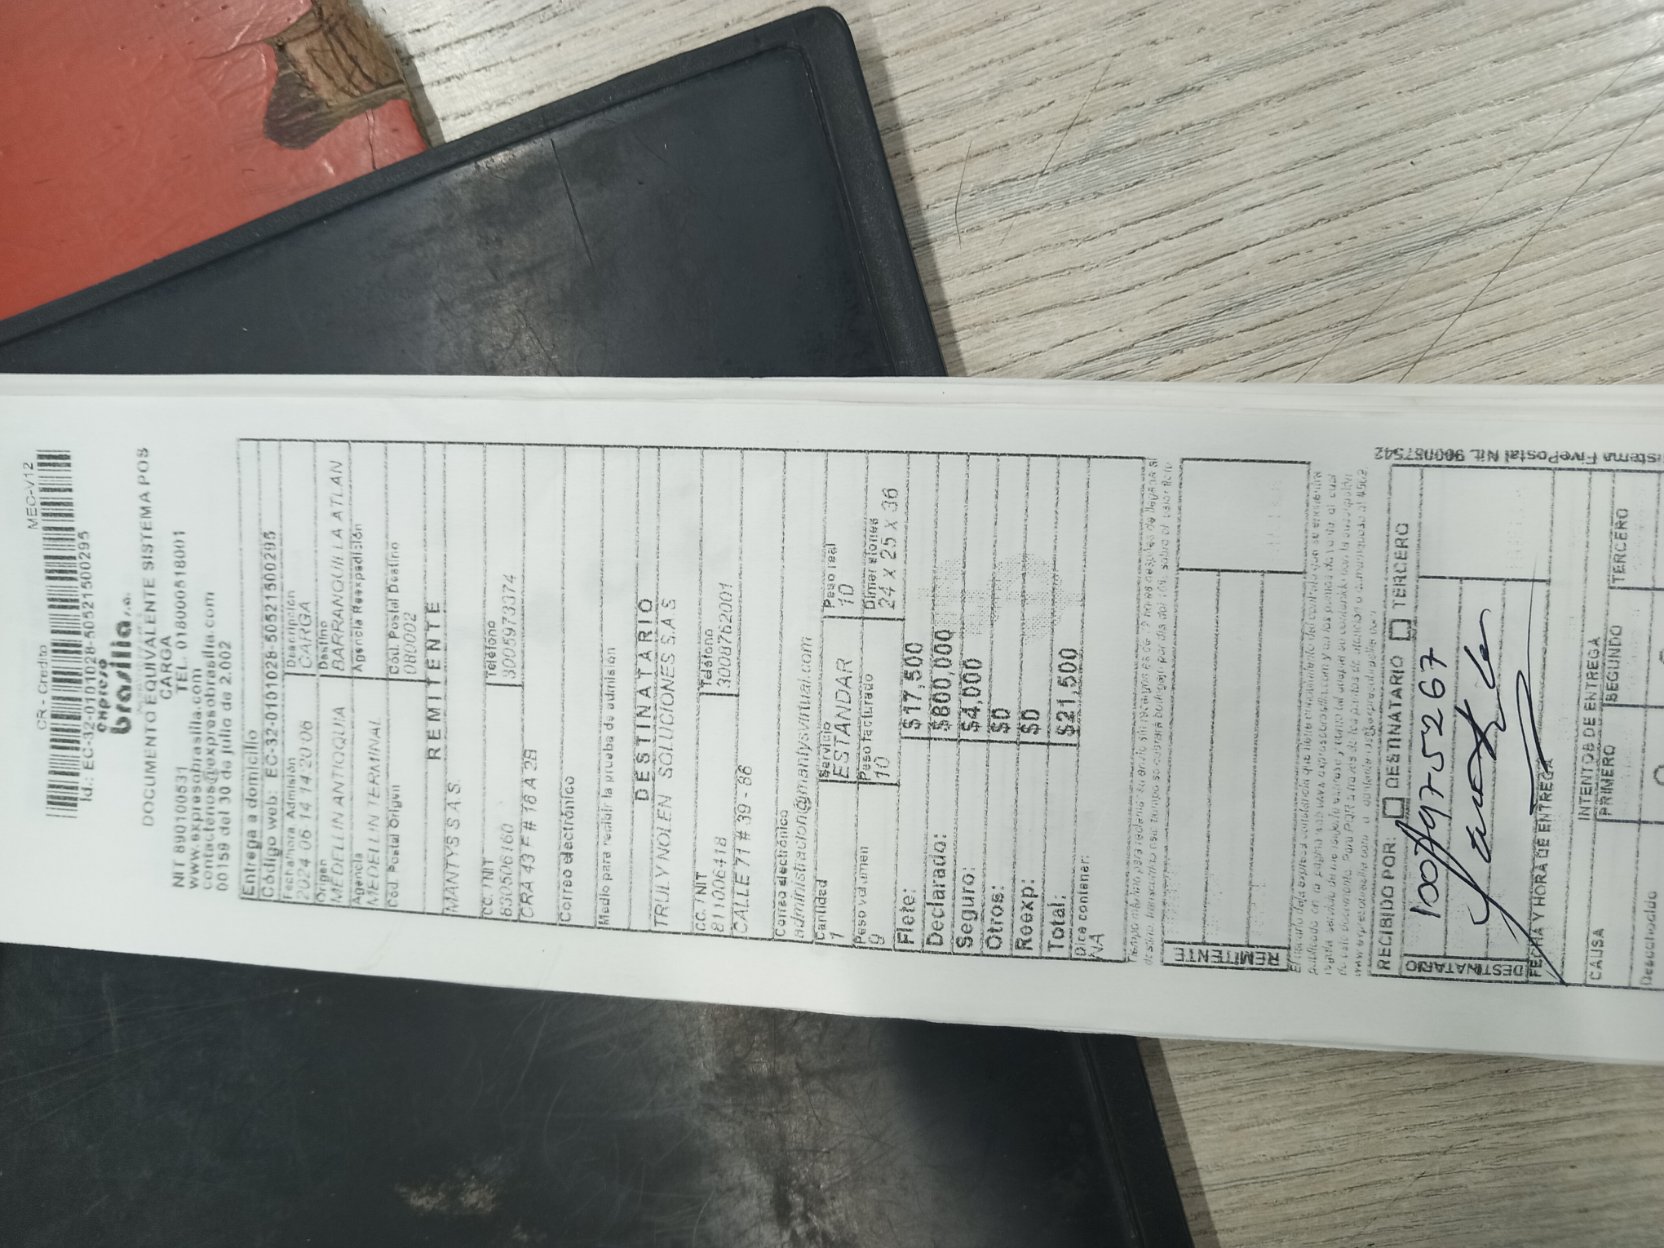 CR - Credito
MEC-V12
Id.: EC-32-0101028-50521500295
expreso
brasilia s.a.
DOCUMENTO EQUIVALENTE SISTEMA POS
CARGA
NIT 890100531 TEL. 018000518001
www.expresobrasilia.com
contactenos@expresobrasilia.com
00159 del 30 de julio de 2.002
Entrega a domicilio
Código web: EC-32-0101028-50521500295
Fecha/hora Admisión
Descripción
2024 06 14 14 20 06
CARGA
Origen
Destino
MEDELLIN ANTIOQUIA
BARRANQUILLA ATLAN
Agencia
Agencia Reexpedición
MEDELLIN TERMINAL
Cód. Postal Origen
Cód. Postal Destino
080002
REMITENTE
MANTYS S A S.
CC. / NIT
Teléfono
830506160
3005973374
CRA 43 F # 16 A 29
Correo electrónico
Medio para recibir la prueba de admisión
DESTINATARIO
TRULY NOLEN SOLUCIONES S.A S
CC. / NIT
Teléfono
811006418
3008762001
CALLE 71 # 39 - 86
Correo electrónico
administracion@mantysvirtual.com
Cantidad
Servicio
Peso real
1
ESTANDAR
10
Peso volumen
Peso facturado
Dimensiones
9
10
24 x 25 x 36
Flete: $17,500
Declarado: $800,000
Seguro: $4,000
Otros: $0
Reexp: $0
Total: $21,500
Dice contener:
NA
REMITENTE
RECIBIDO POR: DESTINATARIO TERCERO
DESTINATARIO
FECHA Y HORA DE ENTREGA
INTENTOS DE ENTREGA
CAUSA
PRIMERO
SEGUNDO
TERCERO
Desconocido
istema FivePostal Nit. 900087542